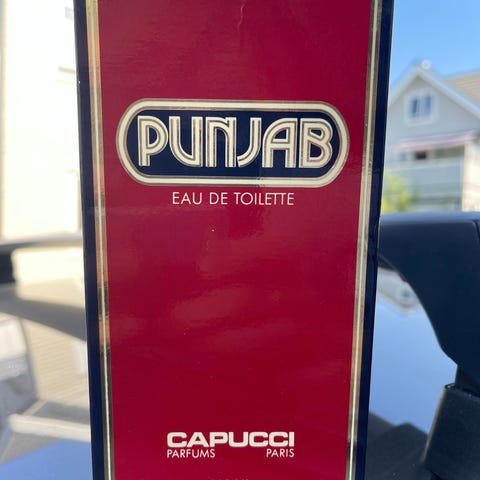 PUNJAB
EAU DE TOILETTE
CAPUCCI
PARFUMS PARIS